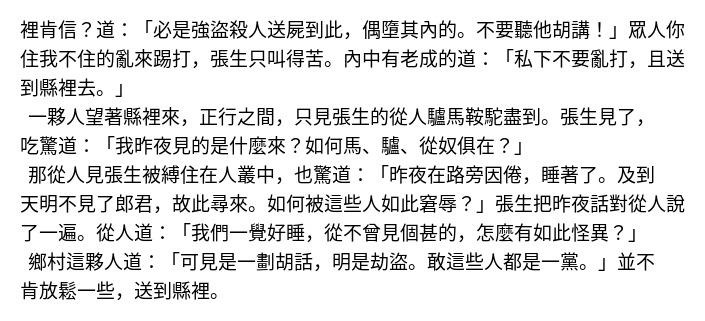 裡肯信？道：「必是強盜殺人送屍到此，偶墮其內的。不要聽他胡講！」眾人你
住我不住的亂來踢打，張生只叫得苦。內中有老成的道：「私下不要亂打，且送
到縣裡去。」
一夥人望著縣裡來，正行之間，只見張生的從人驢馬鞍駝盡到。張生見了，
吃驚道：「我昨夜見的是什麼來？如何馬、驢、從奴俱在？」
那從人見張生被縛住在人叢中，也驚道：「昨夜在路旁因倦，睡著了。及到
天明不見了郎君，故此尋來。如何被這些人如此窘辱？」張生把昨夜話對從人說
了一遍。從人道：「我們一覺好睡，從不曾見個甚的，怎麼有如此怪異？」
鄉村這夥人道：「可見是一劃胡話，明是劫盜。敢這些人都是一黨。」並不
肯放鬆一些，送到縣裡。